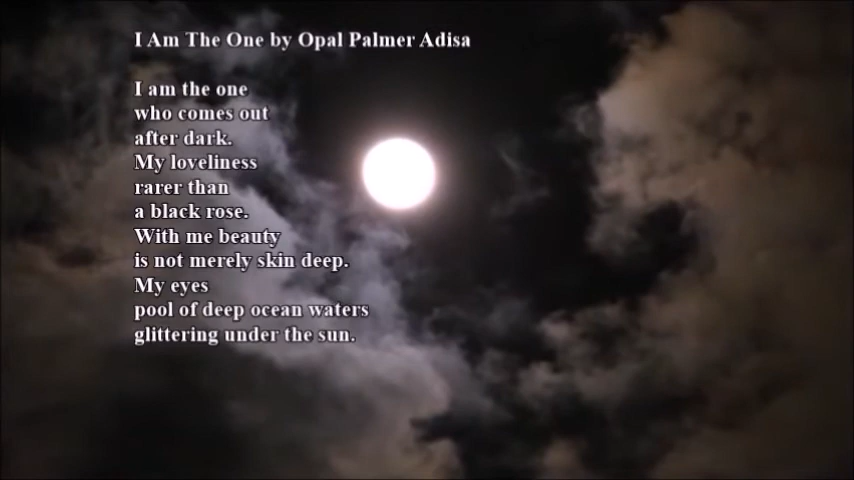 I Am The One by Opal Palmer Adisa
I am the one
who comes out
after dark.
My loveliness
rarer than
a black rose.
With me beauty
is not merely skin deep.
My eyes
pool of deep ocean waters
glittering under the sun.